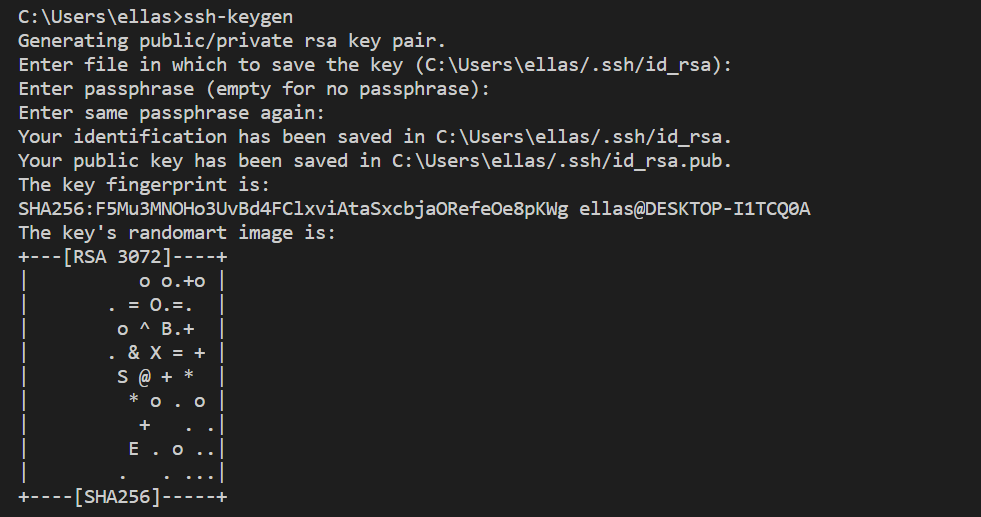 C:\Users\ellas>ssh-keygen
Generating public/private rsa key pair.
Enter file in which to save the key (C:\Users\ellas/.ssh/id_rsa):
Enter passphrase (empty for no passphrase):
Enter same passphrase again:
Your identification has been saved in C:\Users\ellas/.ssh/id_rsa.
Your public key has been saved in C:\Users\ellas/.ssh/id_rsa.pub.
The key fingerprint is:
SHA256:F5Mu3MNOHo3UvBd4FClxviAtaSxcbjaORefeOe8pKWg ellas@DESKTOP-I1TCQ0A
The key's randomart image is:
+---[RSA 3072]----+
|          o o.+o |
|       . = O.=.  |
|        o ^ B.+  |
|       . & X = + |
|        S @ + *  |
|         * o . o |
|          +   . .|
|         E . o ..|
|        .   . ...|
+----[SHA256]-----+